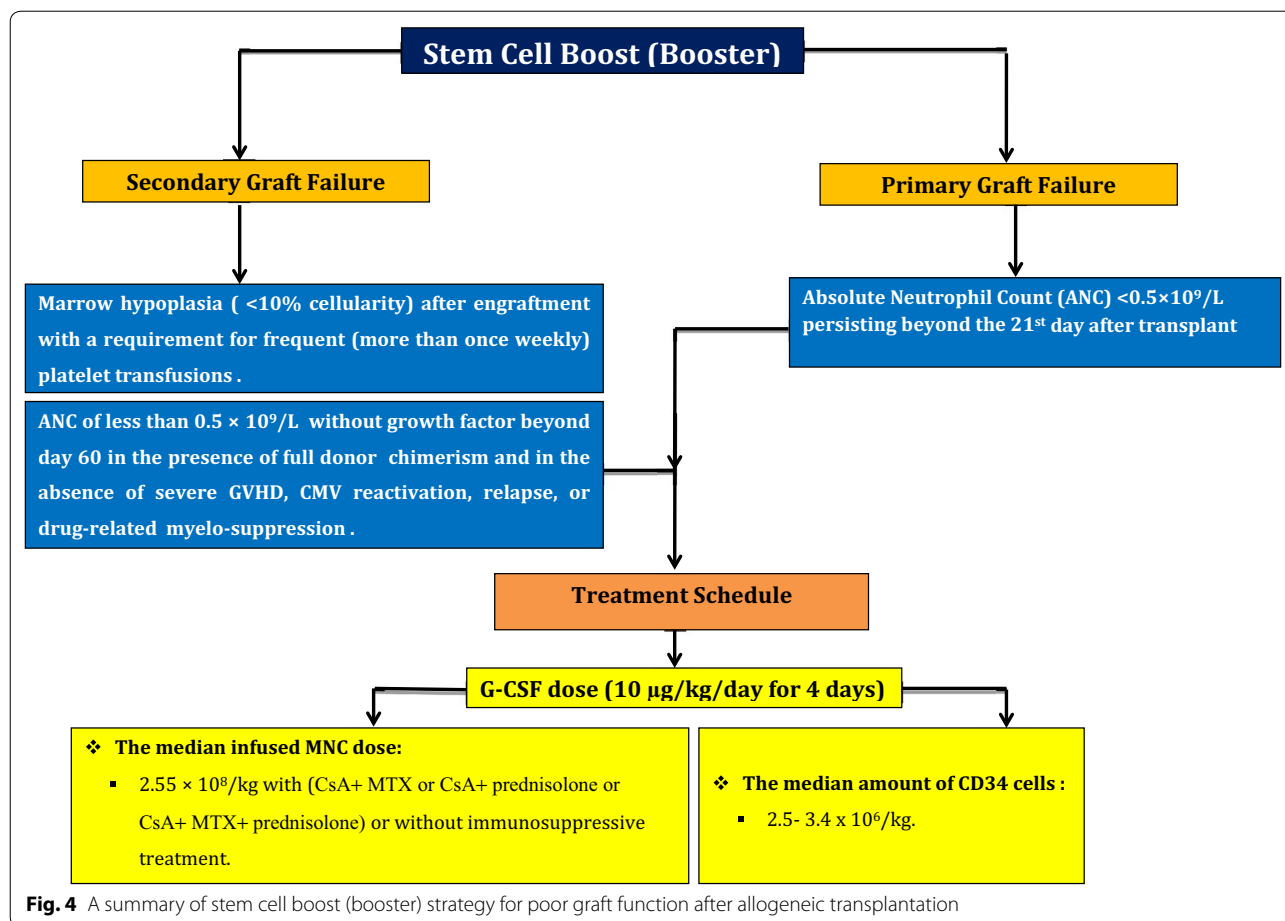 Stem Cell Boost (Booster)
Secondary Graft Failure
Primary Graft Failure
Marrow hypoplasia ( <10% cellularity) after engraftment
with a requirement for frequent (more than once weekly)
platelet transfusions .
Absolute Neutrophil Count (ANC) <0.5×10⁹/L
persisting beyond the 21ˢᵗ day after transplant
ANC of less than 0.5 × 10⁹/L without growth factor beyond
day 60 in the presence of full donor chimerism and in the
absence of severe GVHD, CMV reactivation, relapse, or
drug-related myelo-suppression .
Treatment Schedule
G-CSF dose (10 µg/kg/day for 4 days)
❖ The median infused MNC dose:
▪ 2.55 × 10⁸/kg with (CsA+ MTX or CsA+ prednisolone or
CsA+ MTX+ prednisolone) or without immunosuppressive
treatment.
❖ The median amount of CD34 cells :
▪ 2.5- 3.4 x 10⁶/kg.
Fig. 4 A summary of stem cell boost (booster) strategy for poor graft function after allogeneic transplantation